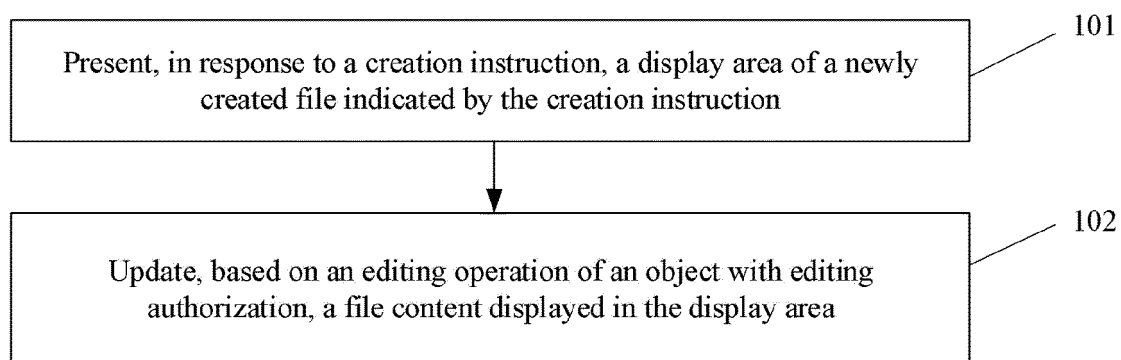 101
Present, in response to a creation instruction, a display area of a newly
created file indicated by the creation instruction
102
Update, based on an editing operation of an object with editing
authorization, a file content displayed in the display area